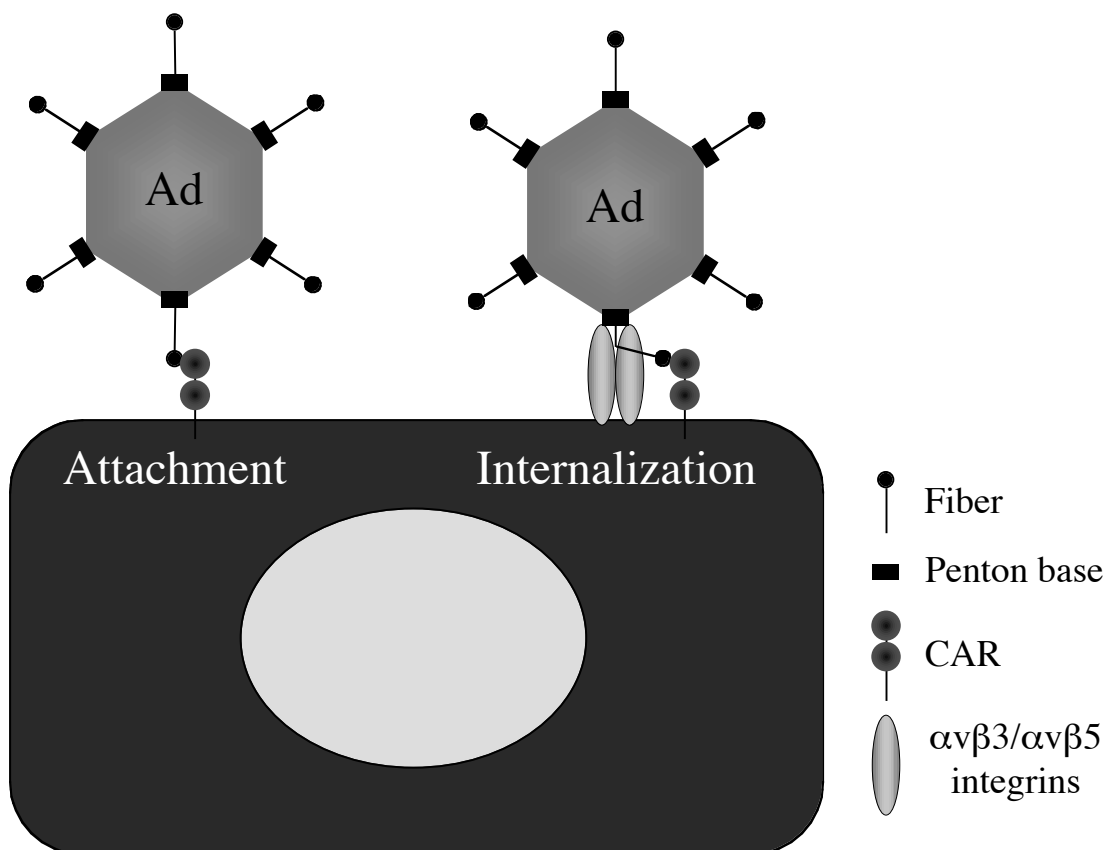 Ad
Ad
Attachment
Internalization
Fiber
Penton base
CAR
αvβ3/αvβ5
integrins